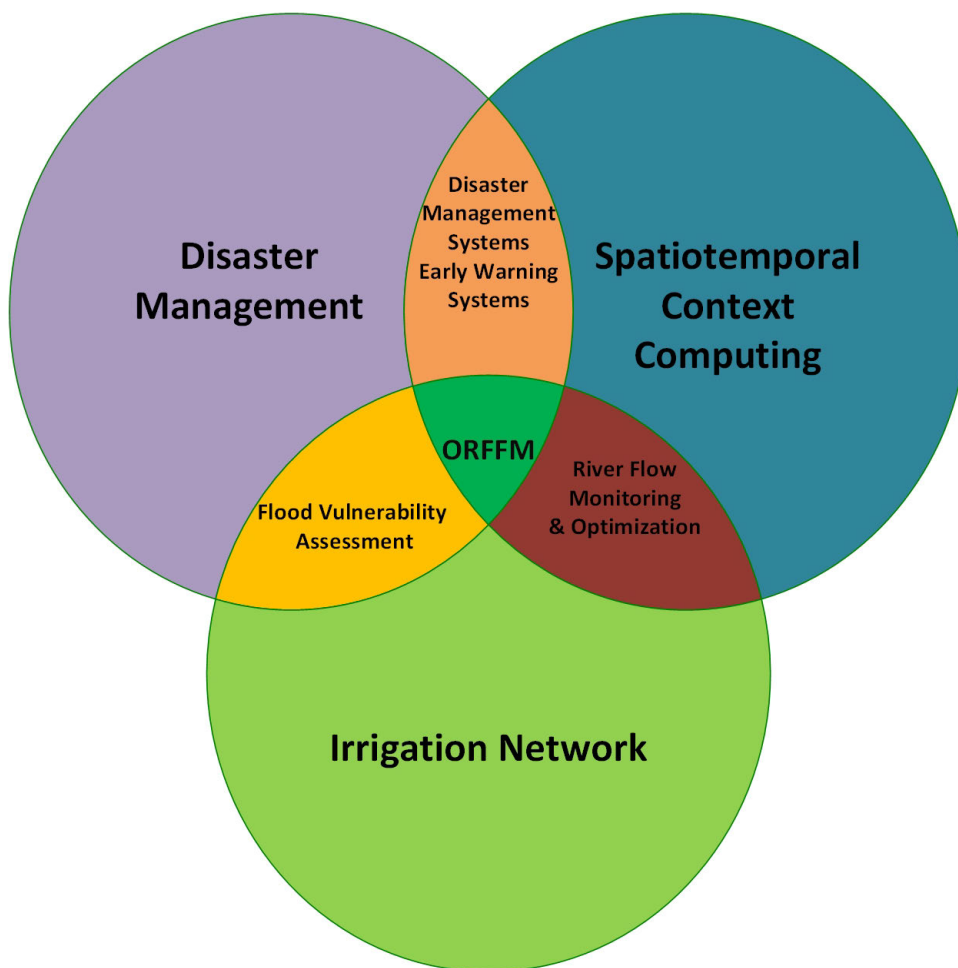 Disaster
Management
Disaster
Management
Systems
Early Warning
Systems
Spatiotemporal
Context
Computing
ORFFM
Flood Vulnerability
Assessment
River Flow
Monitoring
& Optimization
Irrigation Network